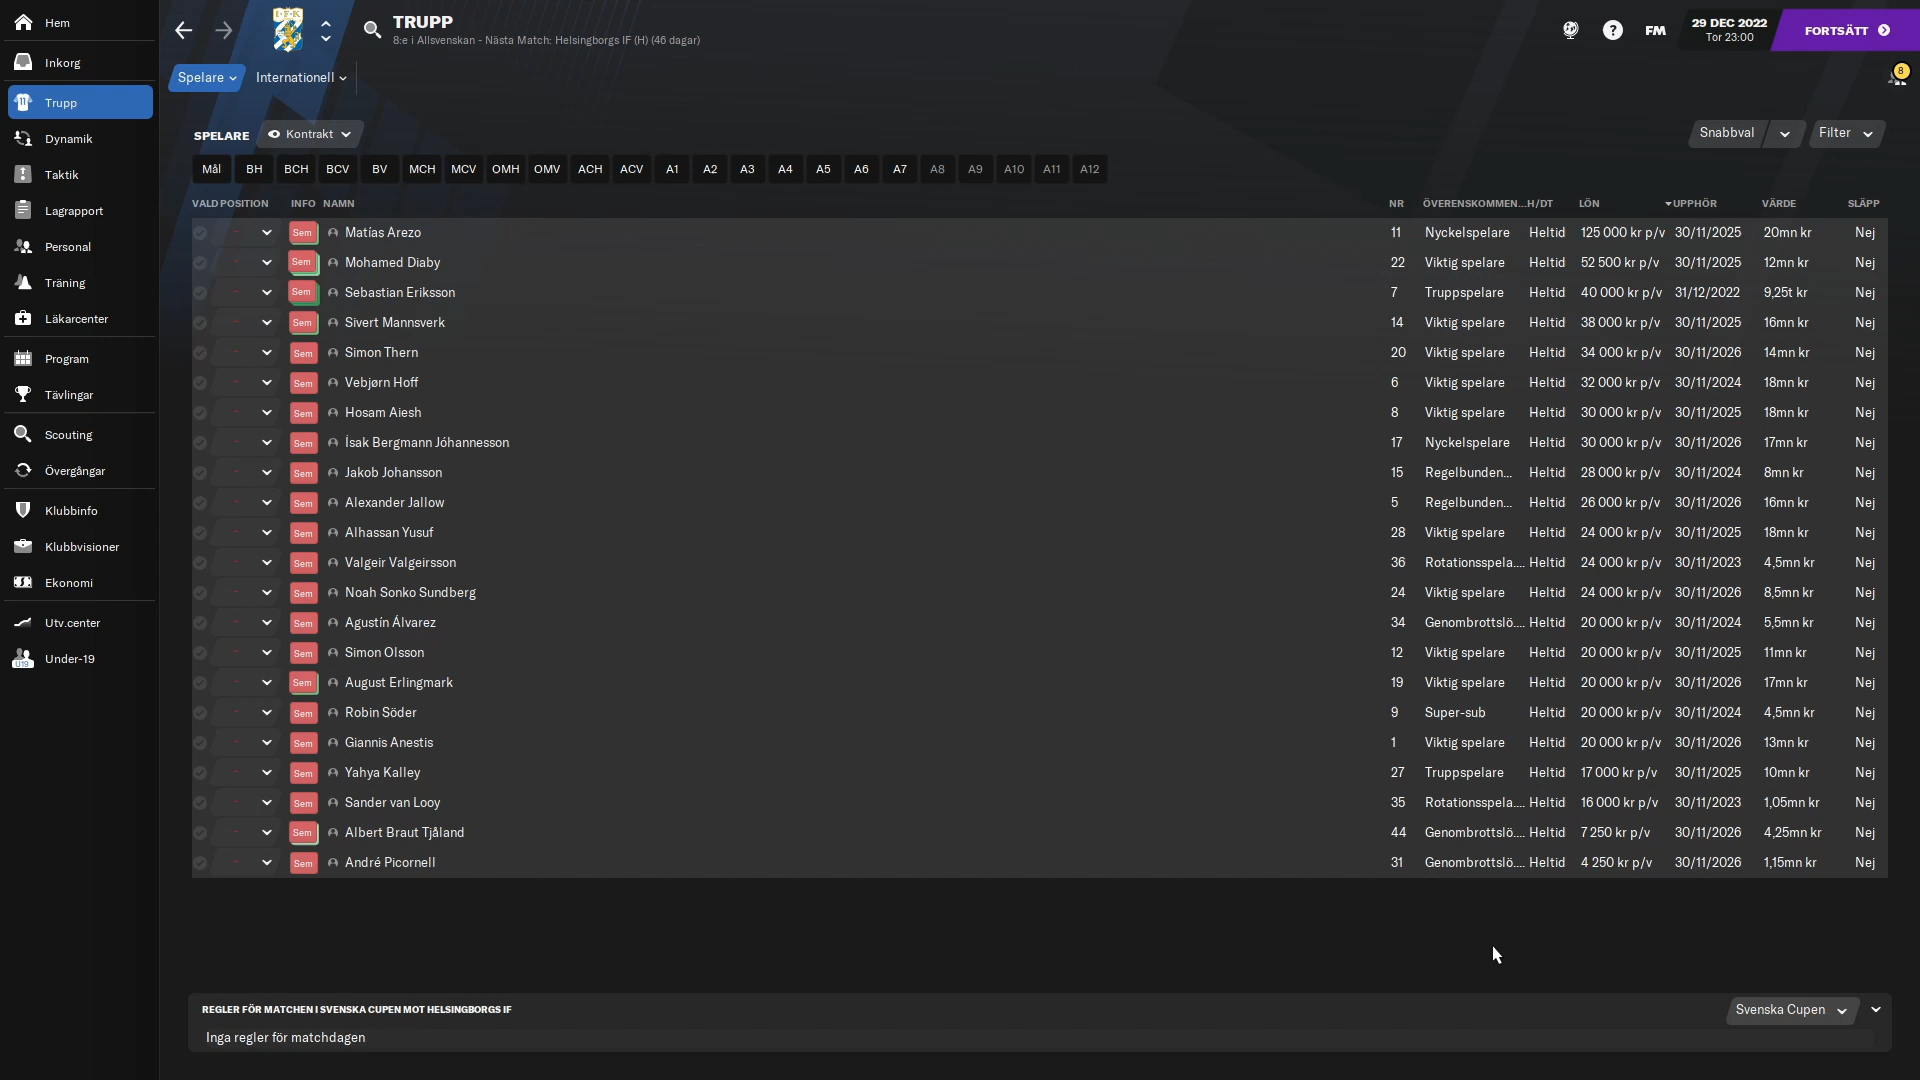 Hem
Inkorg
Trupp
Dynamik
Taktik
Lagrapport
Personal
Träning
Läkarcenter
Program
Tävlingar
Scouting
Övergångar
Klubbinfo
Klubbvisioner
Ekonomi
Utv.center
Under-19
TRUPP
8:e i Allsvenskan - Nästa Match: Helsingborgs IF (H) (46 dagar)
FM
29 DEC 2022
Tor 23:00
FORTSÄTT
8
Spelare
Internationell
SPELARE Kontrakt
Snabbval Filter
Mål BH BCH BCV BV MCH MCV OMH OMV ACH ACV A1 A2 A3 A4 A5 A6 A7 A8 A9 A10 A11 A12
VALD POSITION INFO NAMN NR ÖVERENSKOMMEN... H/DT LÖN UPPHÖR VÄRDE SLÄPP
- Sem Matías Arezo 11 Nyckelspelare Heltid 125 000 kr p/v 30/11/2025 20mn kr Nej
- Sem Mohamed Diaby 22 Viktig spelare Heltid 52 500 kr p/v 30/11/2025 12mn kr Nej
- Sem Sebastian Eriksson 7 Truppspelare Heltid 40 000 kr p/v 31/12/2022 9,25t kr Nej
- Sem Sivert Mannsverk 14 Viktig spelare Heltid 38 000 kr p/v 30/11/2025 16mn kr Nej
- Sem Simon Thern 20 Viktig spelare Heltid 34 000 kr p/v 30/11/2026 14mn kr Nej
- Sem Vebjørn Hoff 6 Viktig spelare Heltid 32 000 kr p/v 30/11/2024 18mn kr Nej
- Sem Hosam Aiesh 8 Viktig spelare Heltid 30 000 kr p/v 30/11/2025 18mn kr Nej
- Sem Ísak Bergmann Jóhannesson 17 Nyckelspelare Heltid 30 000 kr p/v 30/11/2026 17mn kr Nej
- Sem Jakob Johansson 15 Regelbunden... Heltid 28 000 kr p/v 30/11/2024 8mn kr Nej
- Sem Alexander Jallow 5 Regelbunden... Heltid 26 000 kr p/v 30/11/2026 16mn kr Nej
- Sem Alhassan Yusuf 28 Viktig spelare Heltid 24 000 kr p/v 30/11/2025 18mn kr Nej
- Sem Valgeir Valgeirsson 36 Rotationsspela.... Heltid 24 000 kr p/v 30/11/2023 4,5mn kr Nej
- Sem Noah Sonko Sundberg 24 Viktig spelare Heltid 24 000 kr p/v 30/11/2026 8,5mn kr Nej
- Sem Agustín Álvarez 34 Genombrottslö.... Heltid 20 000 kr p/v 30/11/2024 5,5mn kr Nej
- Sem Simon Olsson 12 Viktig spelare Heltid 20 000 kr p/v 30/11/2025 11mn kr Nej
- Sem August Erlingmark 19 Viktig spelare Heltid 20 000 kr p/v 30/11/2026 17mn kr Nej
- Sem Robin Söder 9 Super-sub Heltid 20 000 kr p/v 30/11/2024 4,5mn kr Nej
- Sem Giannis Anestis 1 Viktig spelare Heltid 20 000 kr p/v 30/11/2026 13mn kr Nej
- Sem Yahya Kalley 27 Truppspelare Heltid 17 000 kr p/v 30/11/2025 10mn kr Nej
- Sem Sander van Looy 35 Rotationsspela.... Heltid 16 000 kr p/v 30/11/2023 1,05mn kr Nej
- Sem Albert Braut Tjåland 44 Genombrottslö.... Heltid 7 250 kr p/v 30/11/2026 4,25mn kr Nej
- Sem André Picornell 31 Genombrottslö.... Heltid 4 250 kr p/v 30/11/2026 1,15mn kr Nej
REGLER FÖR MATCHEN I SVENSKA CUPEN MOT HELSINGBORGS IF
Svenska Cupen
Inga regler för matchdagen